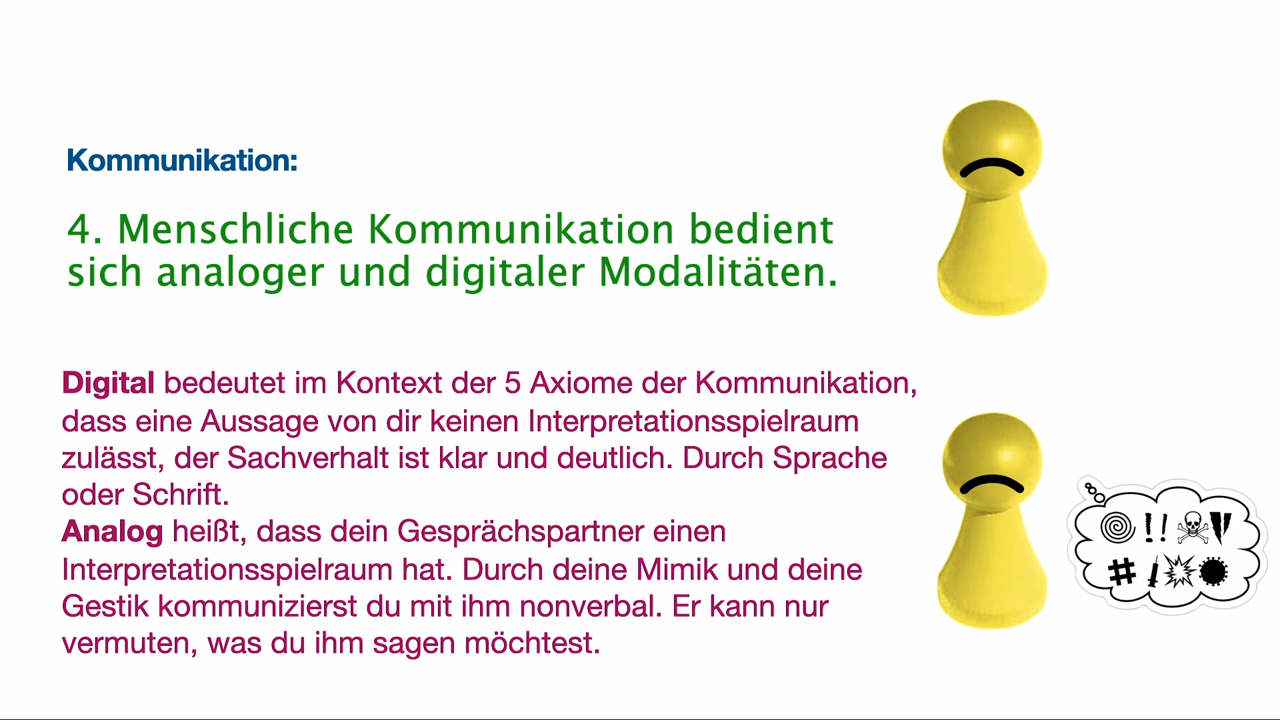 Kommunikation:
4. Menschliche Kommunikation bedient
sich analoger und digitaler Modalitäten.
Digital bedeutet im Kontext der 5 Axiome der Kommunikation,
dass eine Aussage von dir keinen Interpretationsspielraum
zulässt, der Sachverhalt ist klar und deutlich. Durch Sprache
oder Schrift.
Analog heißt, dass dein Gesprächspartner einen
Interpretationsspielraum hat. Durch deine Mimik und deine
Gestik kommunizierst du mit ihm nonverbal. Er kann nur
vermuten, was du ihm sagen möchtest.
!!
#